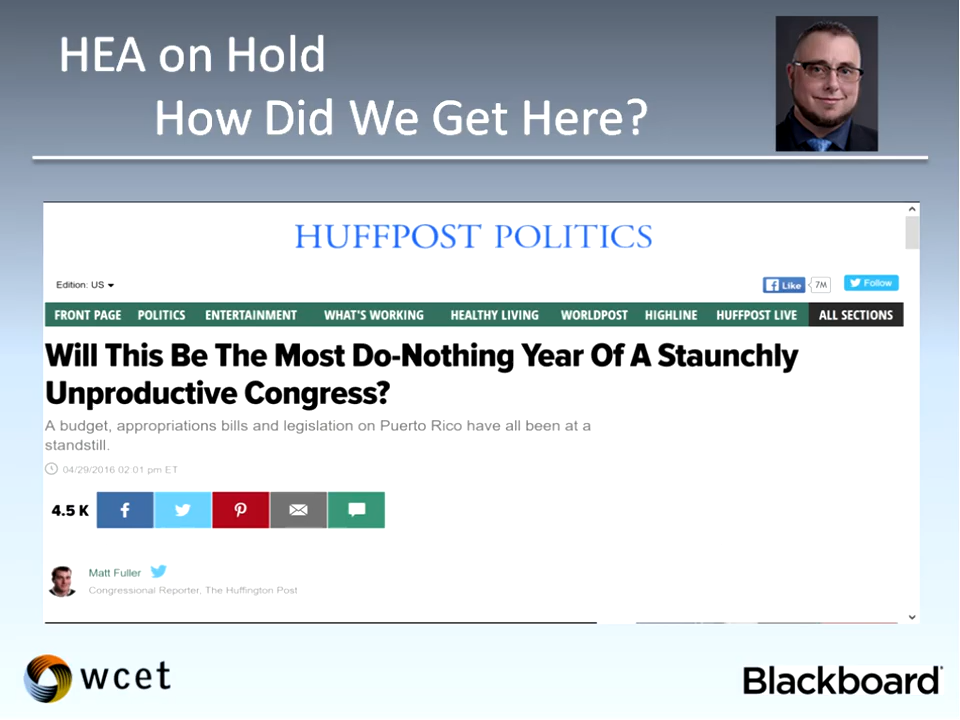 HEA on Hold
How Did We Get Here?
HUFFPOST POLITICS
Edition: US
Like 7M Follow
FRONT PAGE POLITICS ENTERTAINMENT WHAT'S WORKING HEALTHY LIVING WORLDPOST HIGHLINE HUFFPOST LIVE ALL SECTIONS
Will This Be The Most Do-Nothing Year Of A Staunchly
Unproductive Congress?
A budget, appropriations bills and legislation on Puerto Rico have all been at a
standstill.
04/29/2016 02:01 pm ET
4.5 K
Matt Fuller
Congressional Reporter, The Huffington Post
wcet
Blackboard